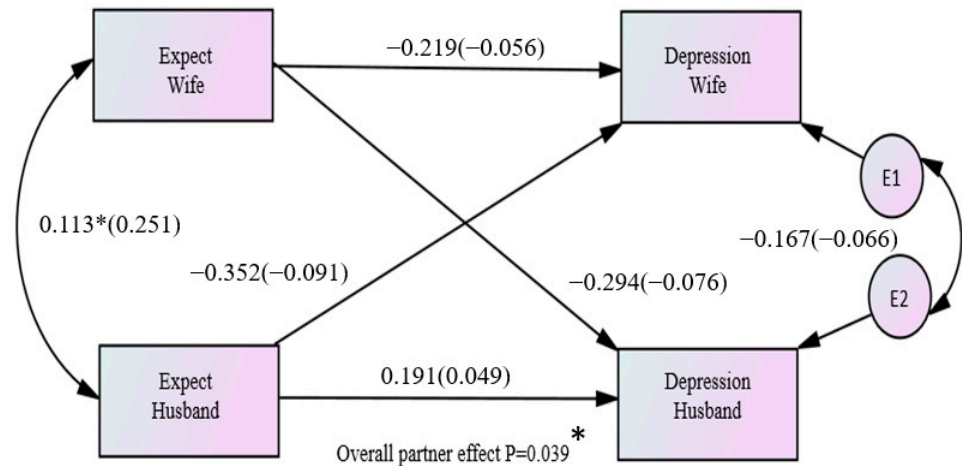 Expect
Wife
−0.219(−0.056)
Depression
Wife
E1
0.113*(0.251)
−0.167(−0.066)
−0.352(−0.091)
−0.294(−0.076)
E2
Expect
Husband
0.191(0.049)
Depression
Husband
Overall partner effect P=0.039*